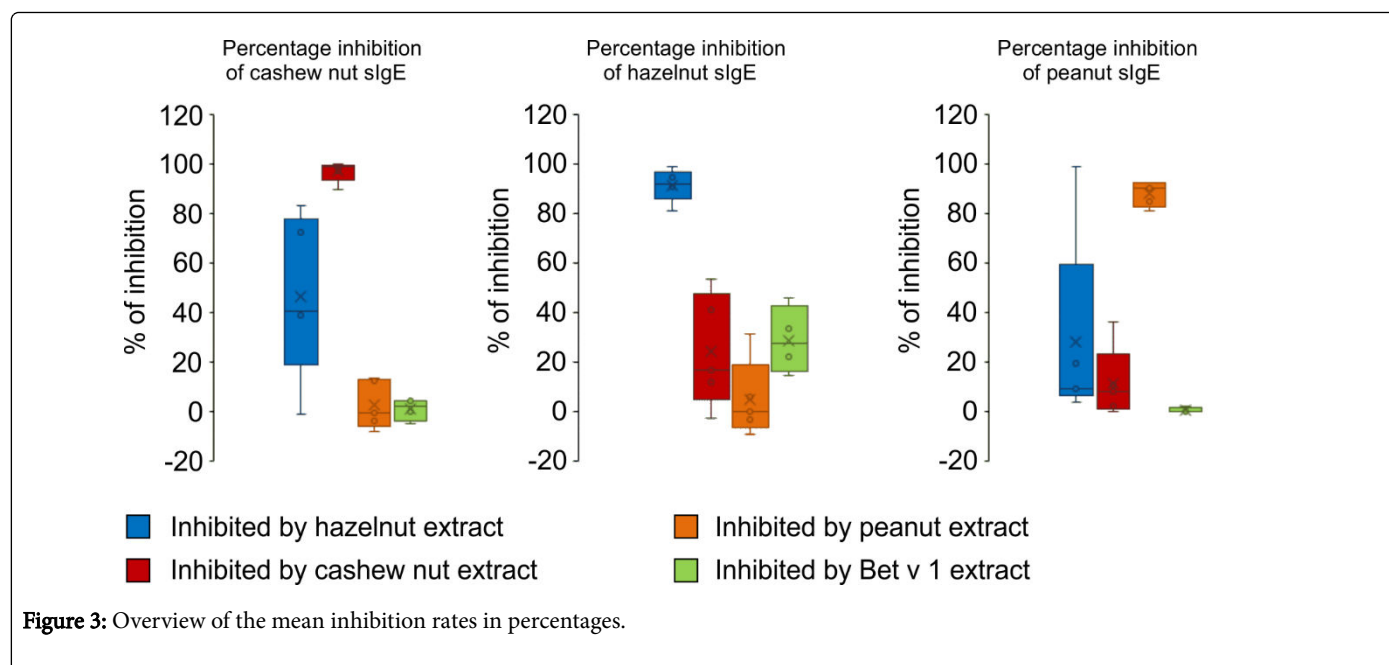 Percentage inhibition
of cashew nut sIgE
Percentage inhibition
of hazelnut sIgE
Percentage inhibition
of peanut sIgE
% of inhibition
120
100
80
60
40
20
0
-20
% of inhibition
120
100
80
60
40
20
0
-20
% of inhibition
120
100
80
60
40
20
0
-20
Inhibited by hazelnut extract
Inhibited by peanut extract
Inhibited by cashew nut extract
Inhibited by Bet v 1 extract
Figure 3: Overview of the mean inhibition rates in percentages.